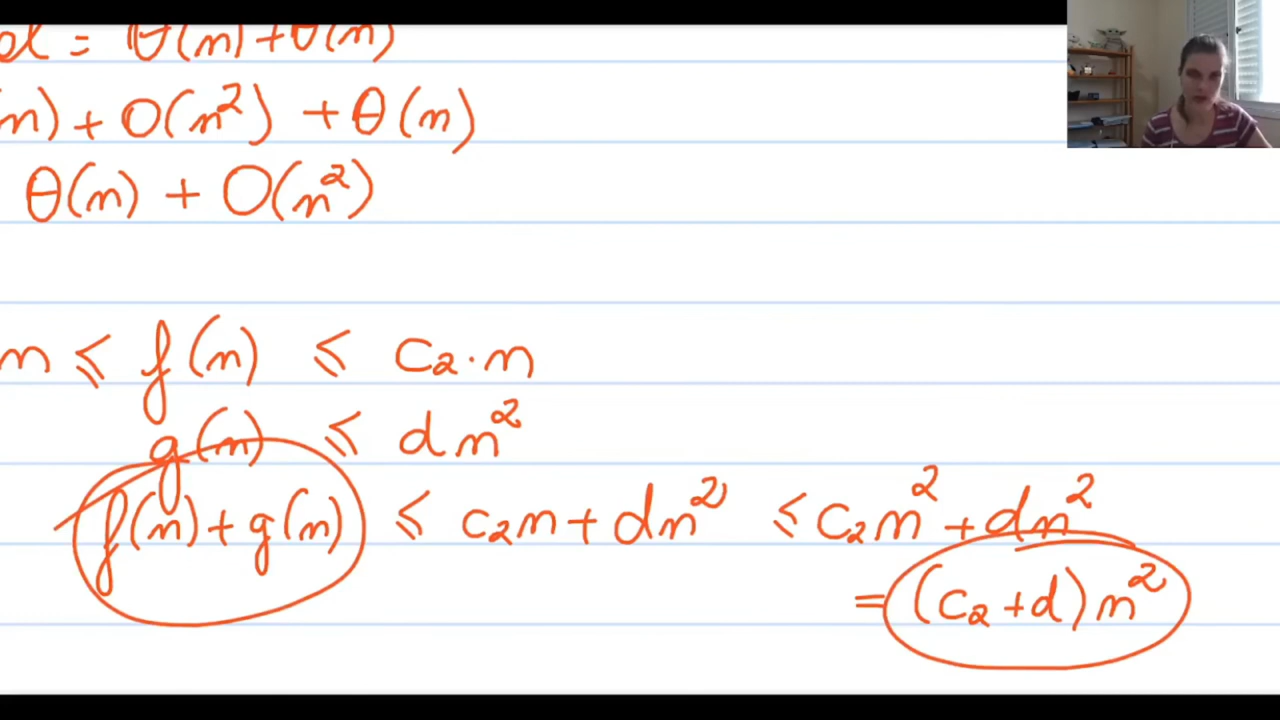 = θ(n)+θ(n)
n) + O(n²) + θ(n)
θ(n) + O(n²)
n ≤ f(n) ≤ c₂·n
g(n) ≤ dn²
f(n)+g(n) ≤ c₂n+dn² ≤ c₂n²+dn²
= (c₂+d)n²